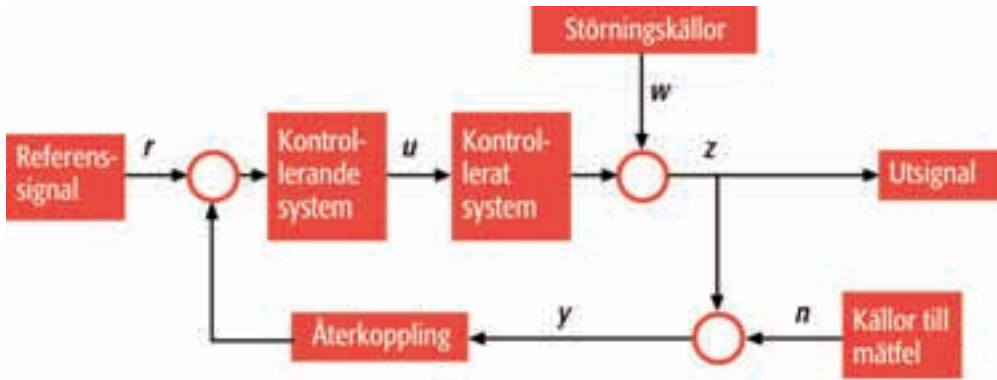 Störningskällor
w
Referens-
signal
r
Kontrol-
lerande
system
u
Kontrol-
lerat
system
z
Utsignal
Återkoppling
y
n
Källor till
mätfel